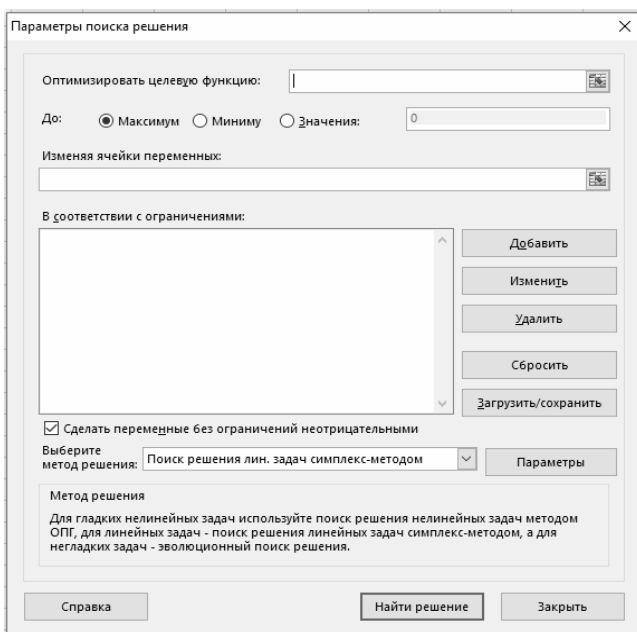 Параметры поиска решения
Оптимизировать целевую функцию:
До: Максимум Миниму Значения: 0
Изменяя ячейки переменных:
В соответствии с ограничениями:
Добавить
Изменить
Удалить
Сбросить
Загрузить/сохранить
Сделать переменные без ограничений неотрицательными
Выберите
метод решения: Поиск решения лин. задач симплекс-методом Параметры
Метод решения
Для гладких нелинейных задач используйте поиск решения нелинейных задач методом
ОПГ, для линейных задач - поиск решения линейных задач симплекс-методом, а для
негладких задач - эволюционный поиск решения.
Справка Найти решение Закрыть